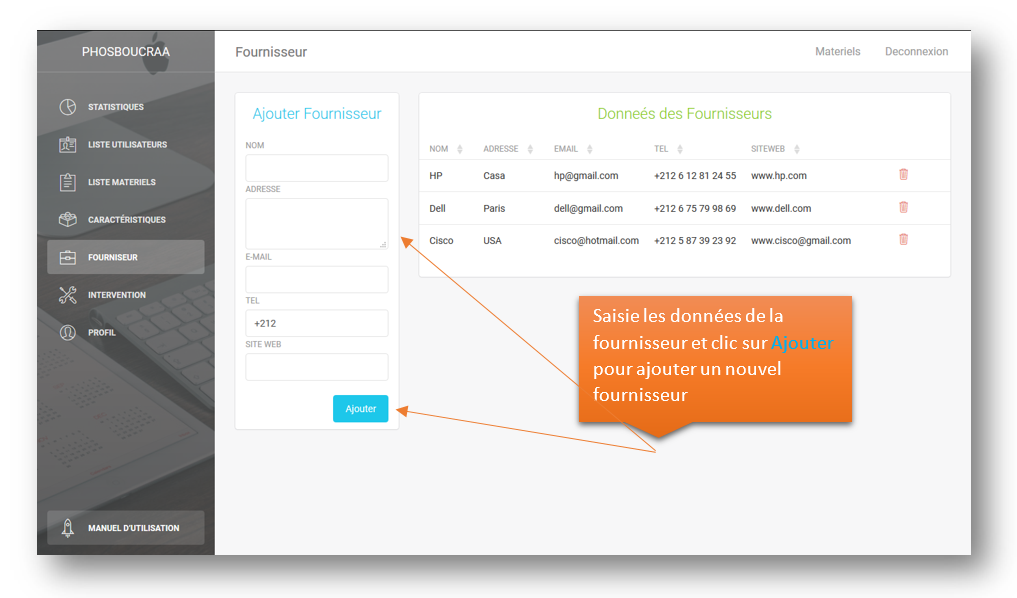 PHOSBOUCRAA
STATISTIQUES
LISTE UTILISATEURS
LISTE MATERIELS
CARACTÉRISTIQUES
FOURNISEUR
INTERVENTION
PROFIL
MANUEL D'UTILISATION
Fournisseur
Materiels Deconnexion
Ajouter Fournisseur
NOM
ADRESSE
E-MAIL
TEL
+212
SITE WEB
Ajouter
Donneés des Fournisseurs
NOM ADRESSE EMAIL TEL SITEWEB
HP Casa hp@gmail.com +212 6 12 81 24 55 www.hp.com
Dell Paris dell@gmail.com +212 6 75 79 98 69 www.dell.com
Cisco USA cisco@hotmail.com +212 5 87 39 23 92 www.cisco@gmail.com
Saisie les données de la
fournisseur et clic sur Ajouter
pour ajouter un nouvel
fournisseur